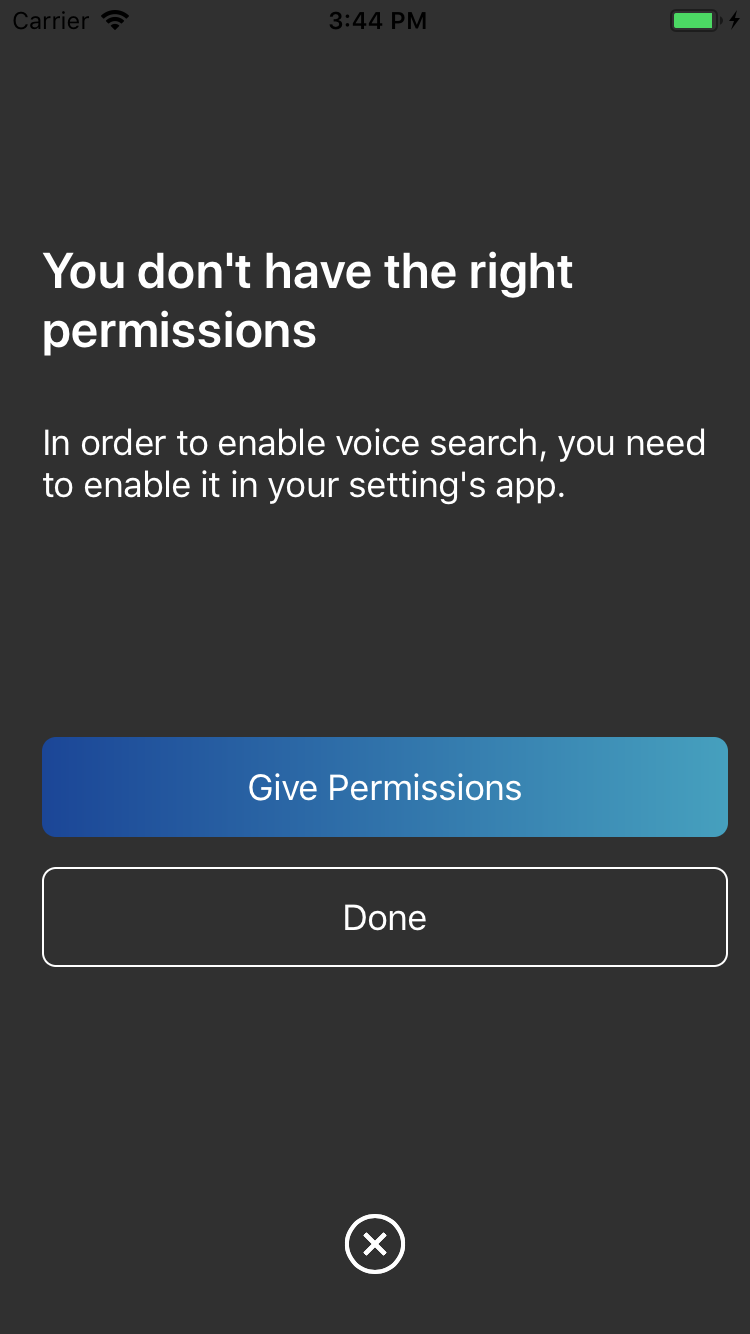 Carrier 3:44 PM
You don't have the right
permissions
In order to enable voice search, you need
to enable it in your setting's app.
Give Permissions
Done